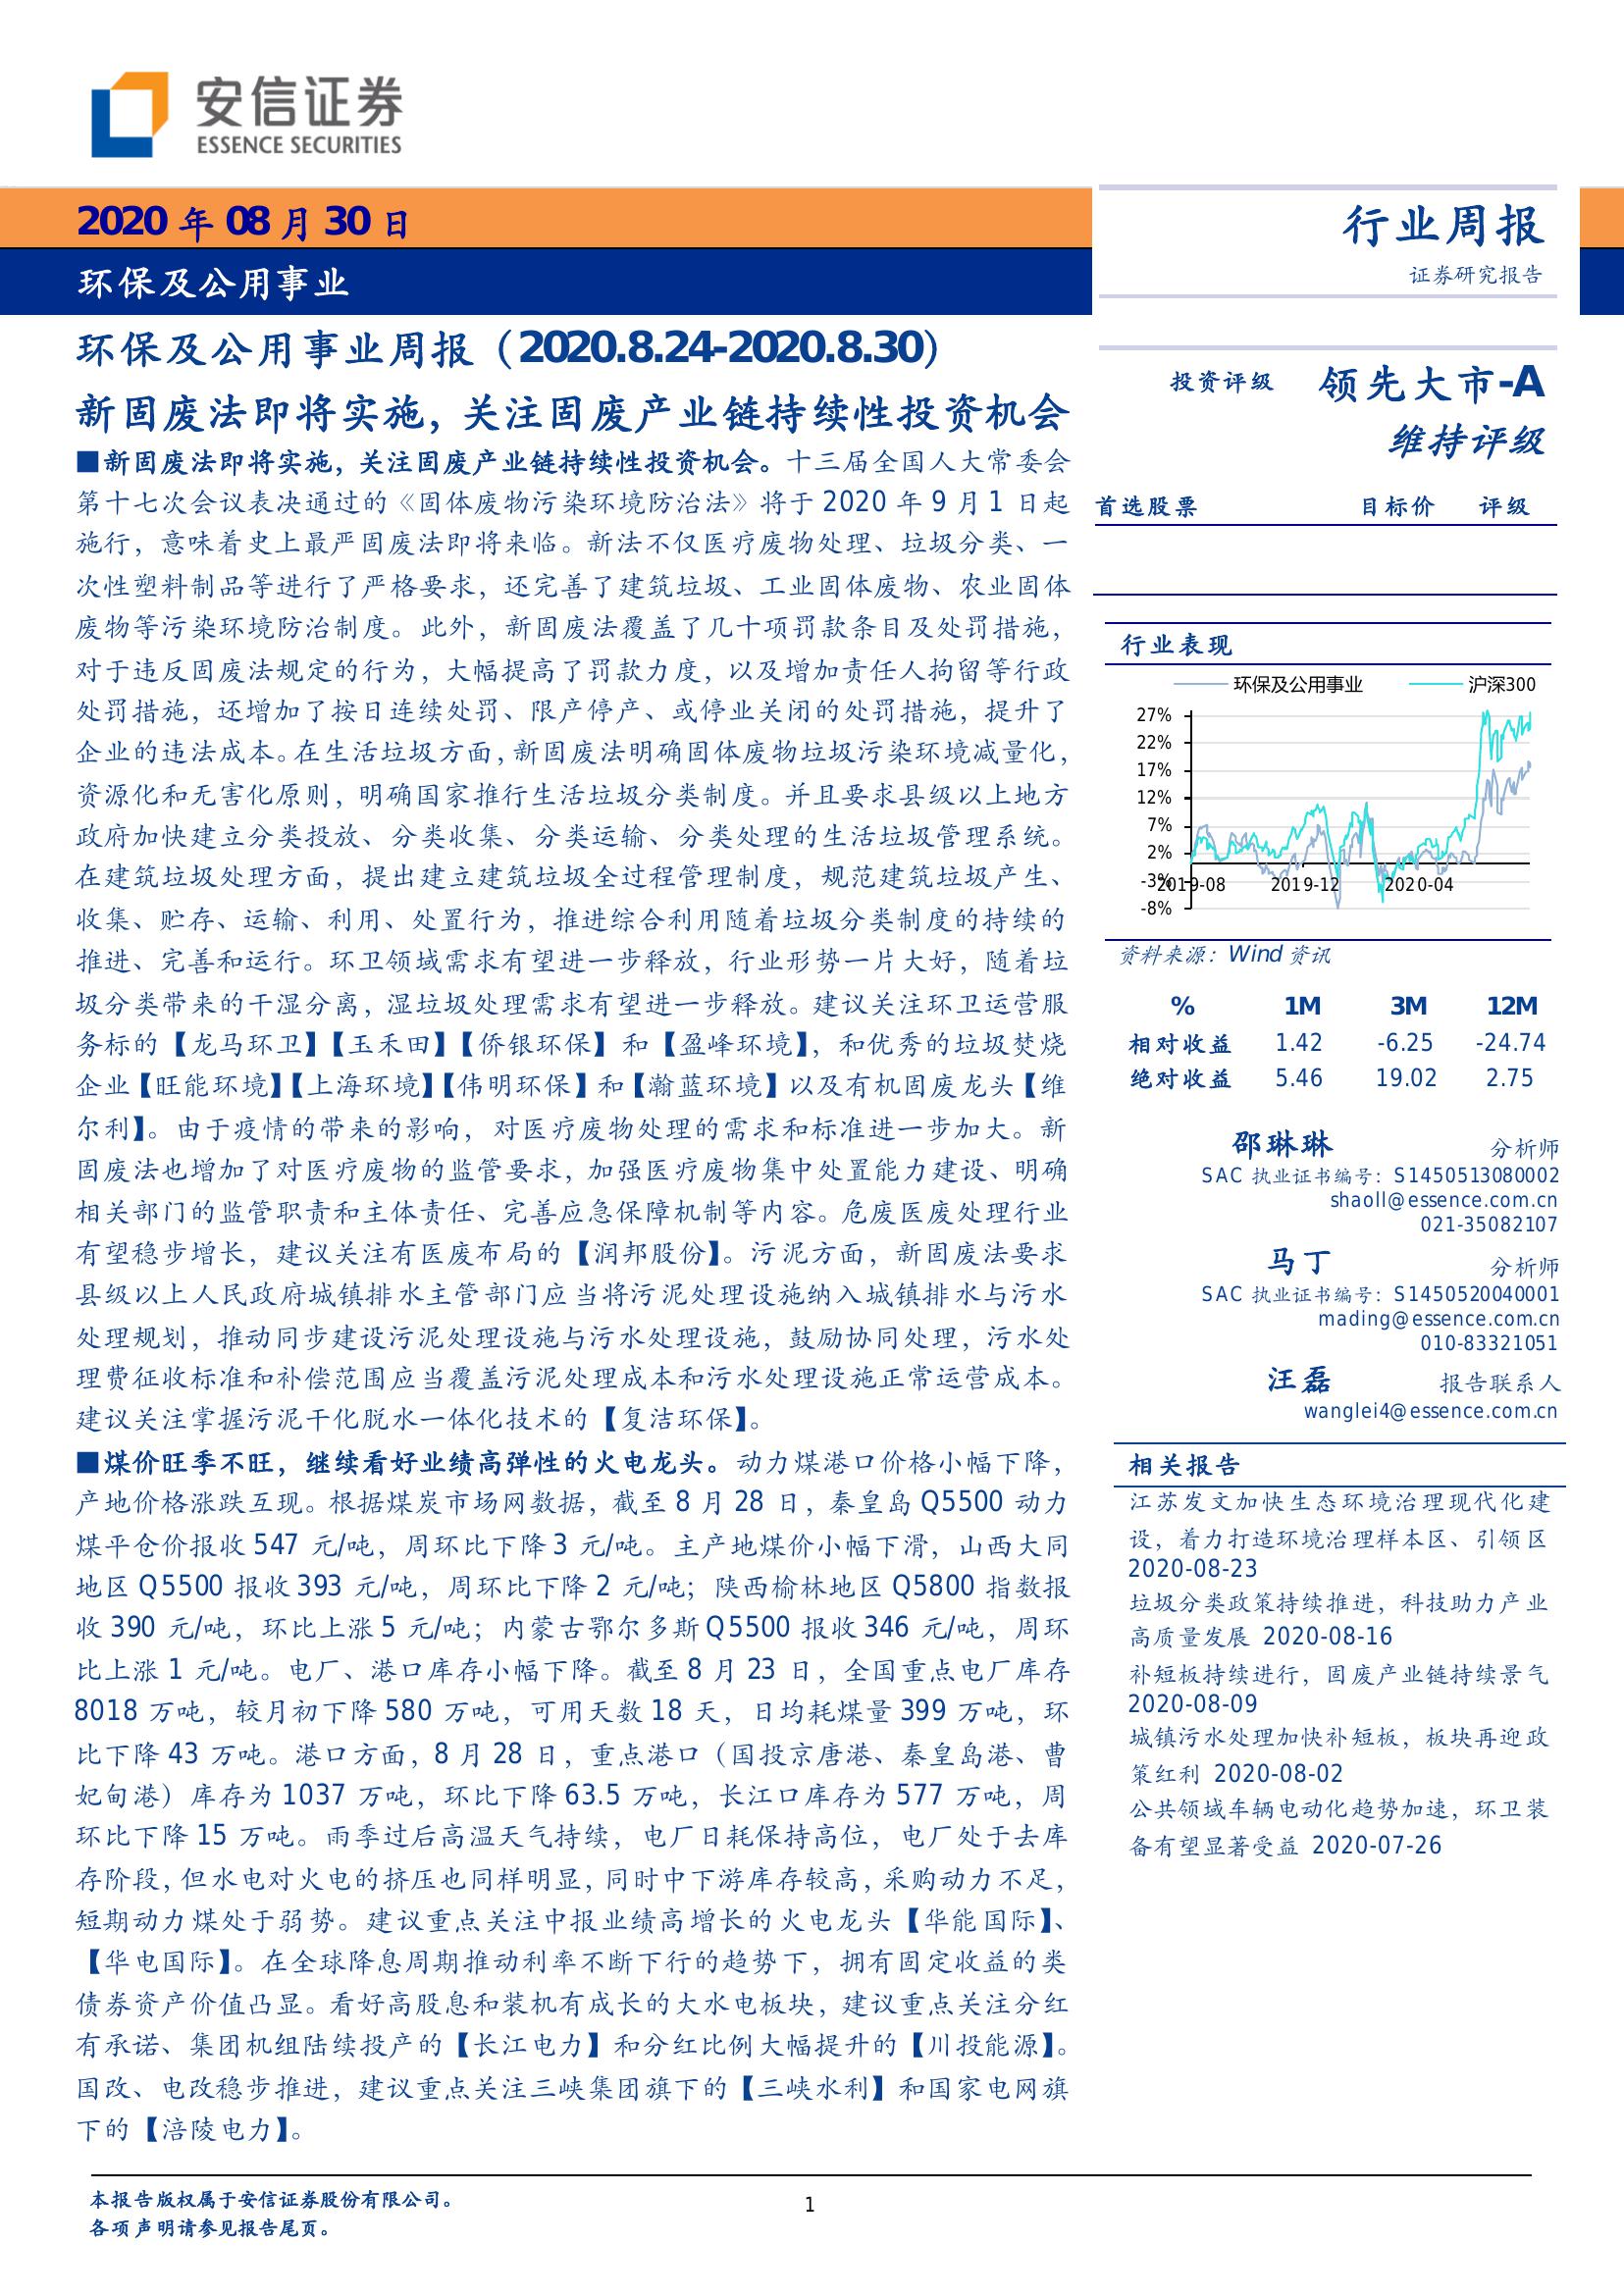 安信证券
ESSENCE SECURITIES
2020 年 08 月 30 日
环保及公用事业
行业周报
证券研究报告
环保及公用事业周报（2020.8.24-2020.8.30）
新固废法即将实施，关注固废产业链持续性投资机会
■新固废法即将实施，关注固废产业链持续性投资机会。十三届全国人大常委会
第十七次会议表决通过的《固体废物污染环境防治法》将于 2020 年 9 月 1 日起
施行，意味着史上最严固废法即将来临。新法不仅医疗废物处理、垃圾分类、一
次性塑料制品等进行了严格要求，还完善了建筑垃圾、工业固体废物、农业固体
废物等污染环境防治制度。此外，新固废法覆盖了几十项罚款条目及处罚措施，
对于违反固废法规定的行为，大幅提高了罚款力度，以及增加责任人拘留等行政
处罚措施，还增加了按日连续处罚、限产停产、或停业关闭的处罚措施，提升了
企业的违法成本。在生活垃圾方面，新固废法明确固体废物垃圾污染环境减量化，
资源化和无害化原则，明确国家推行生活垃圾分类制度。并且要求县级以上地方
政府加快建立分类投放、分类收集、分类运输、分类处理的生活垃圾管理系统。
在建筑垃圾处理方面，提出建立建筑垃圾全过程管理制度，规范建筑垃圾产生、
收集、贮存、运输、利用、处置行为，推进综合利用随着垃圾分类制度的持续的
推进、完善和运行。环卫领域需求有望进一步释放，行业形势一片大好，随着垃
圾分类带来的干湿分离，湿垃圾处理需求有望进一步释放。建议关注环卫运营服
务标的【龙马环卫】【玉禾田】【侨银环保】和【盈峰环境】，和优秀的垃圾焚烧
企业【旺能环境】【上海环境】【伟明环保】和【瀚蓝环境】以及有机固废龙头【维
尔利】。由于疫情的带来的影响，对医疗废物处理的需求和标准进一步加大。新
固废法也增加了对医疗废物的监管要求，加强医疗废物集中处置能力建设、明确
相关部门的监管职责和主体责任、完善应急保障机制等内容。危废医废处理行业
有望稳步增长，建议关注有医废布局的【润邦股份】。污泥方面，新固废法要求
县级以上人民政府城镇排水主管部门应当将污泥处理设施纳入城镇排水与污水
处理规划，推动同步建设污泥处理设施与污水处理设施，鼓励协同处理，污水处
理费征收标准和补偿范围应当覆盖污泥处理成本和污水处理设施正常运营成本。
建议关注掌握污泥干化脱水一体化技术的【复洁环保】。
■煤价旺季不旺，继续看好业绩高弹性的火电龙头。动力煤港口价格小幅下降，
产地价格涨跌互现。根据煤炭市场网数据，截至 8 月 28 日，秦皇岛 Q5500 动力
煤平仓价报收 547 元/吨，周环比下降 3 元/吨。主产地煤价小幅下滑，山西大同
地区 Q5500 报收 393 元/吨，周环比下降 2 元/吨；陕西榆林地区 Q5800 指数报
收 390 元/吨，环比上涨 5 元/吨；内蒙古鄂尔多斯 Q5500 报收 346 元/吨，周环
比上涨 1 元/吨。电厂、港口库存小幅下降。截至 8 月 23 日，全国重点电厂库存
8018 万吨，较月初下降 580 万吨，可用天数 18 天，日均耗煤量 399 万吨，环
比下降 43 万吨。港口方面，8 月 28 日，重点港口（国投京唐港、秦皇岛港、曹
妃甸港）库存为 1037 万吨，环比下降 63.5 万吨，长江口库存为 577 万吨，周
环比下降 15 万吨。雨季过后高温天气持续，电厂日耗保持高位，电厂处于去库
存阶段，但水电对火电的挤压也同样明显，同时中下游库存较高，采购动力不足，
短期动力煤处于弱势。建议重点关注中报业绩高增长的火电龙头【华能国际】、
【华电国际】。在全球降息周期推动利率不断下行的趋势下，拥有固定收益的类
债券资产价值凸显。看好高股息和装机有成长的大水电板块，建议重点关注分红
有承诺、集团机组陆续投产的【长江电力】和分红比例大幅提升的【川投能源】。
国改、电改稳步推进，建议重点关注三峡集团旗下的【三峡水利】和国家电网旗
下的【涪陵电力】。
投资评级 领先大市-A
维持评级
首选股票 目标价 评级
行业表现
环保及公用事业 沪深300
27%
22%
17%
12%
7%
2%
-3%
-8%
2019-08 2019-12 2020-04
资料来源：Wind 资讯
% 1M 3M 12M
相对收益 1.42 -6.25 -24.74
绝对收益 5.46 19.02 2.75
邵琳琳 分析师
SAC 执业证书编号：S1450513080002
shaoll@essence.com.cn
021-35082107
马丁 分析师
SAC 执业证书编号：S1450520040001
mading@essence.com.cn
010-83321051
汪磊 报告联系人
wanglei4@essence.com.cn
相关报告
江苏发文加快生态环境治理现代化建
设，着力打造环境治理样本区、引领区
2020-08-23
垃圾分类政策持续推进，科技助力产业
高质量发展 2020-08-16
补短板持续进行，固废产业链持续景气
2020-08-09
城镇污水处理加快补短板，板块再迎政
策红利 2020-08-02
公共领域车辆电动化趋势加速，环卫装
备有望显著受益 2020-07-26
本报告版权属于安信证券股份有限公司。
各项声明请参见报告尾页。
1